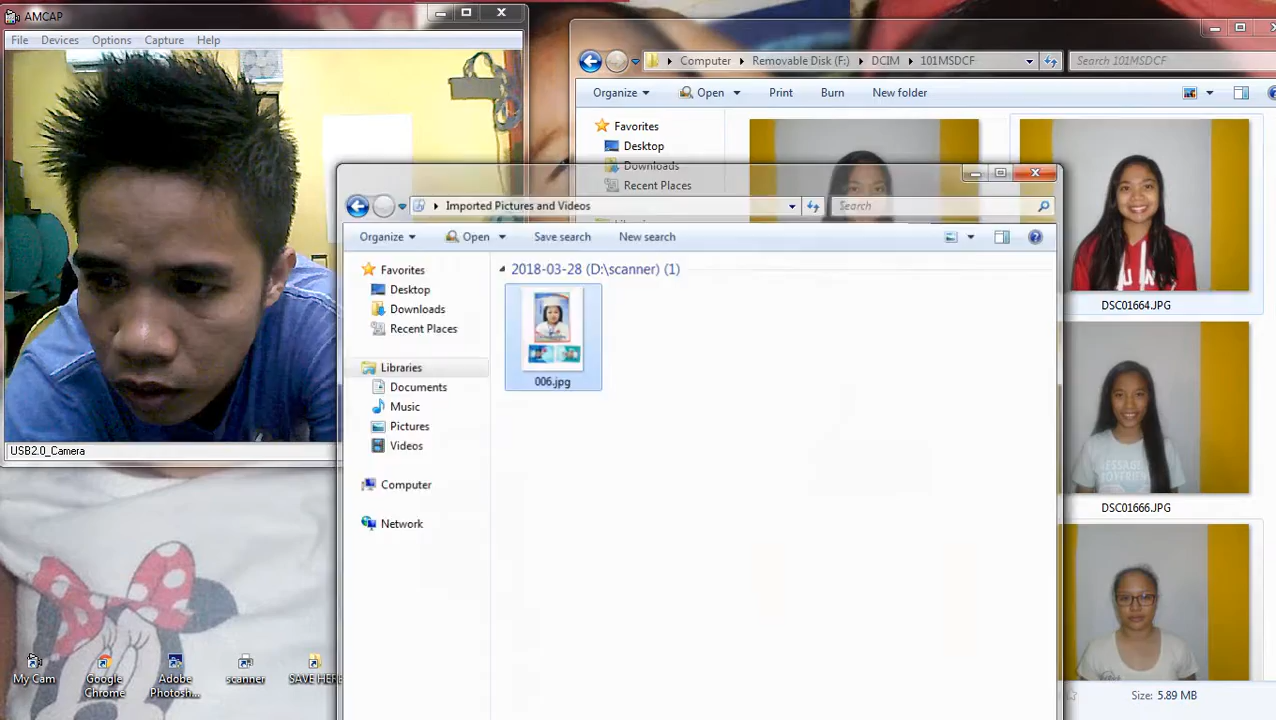 AMCAP
File Devices Options Capture Help
USB2.0_Camera
Computer Removable Disk (F:) DCIM 101MSDCF Search 101MSDCF
Organize Open Print Burn New folder
Favorites
Desktop
Downloads
Recent Places
DSC01664.JPG
DSC01666.JPG
Size: 5.89 MB
Imported Pictures and Videos Search
Organize Open Save search New search
Favorites
Desktop
Downloads
Recent Places
Libraries
Documents
Music
Pictures
Videos
Computer
Network
2018-03-28 (D:\scanner) (1)
006.jpg
My Cam
Google
Chrome
Adobe
Photosh...
scanner
SAVE HERE